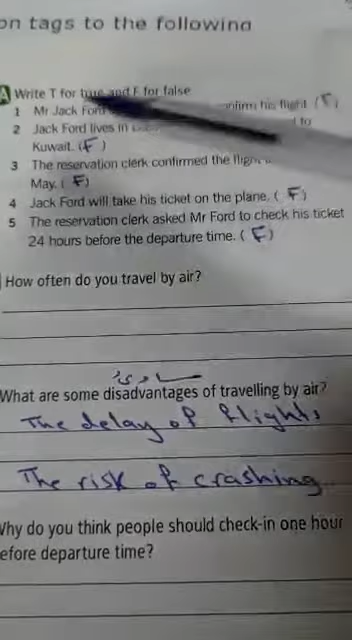 on tags to the following
A Write T for true and F for false
1 Mr Jack Ford confirm his flight. (F)
2 Jack Ford lives in to
Kuwait. (F)
3 The reservation clerk confirmed the flight
May. (F)
4 Jack Ford will take his ticket on the plane. (F)
5 The reservation clerk asked Mr Ford to check his ticket
24 hours before the departure time. (F)
How often do you travel by air?
مساوئ
What are some disadvantages of travelling by air?
The delay of flights
The risk of crashing
Why do you think people should check-in one hour
efore departure time?